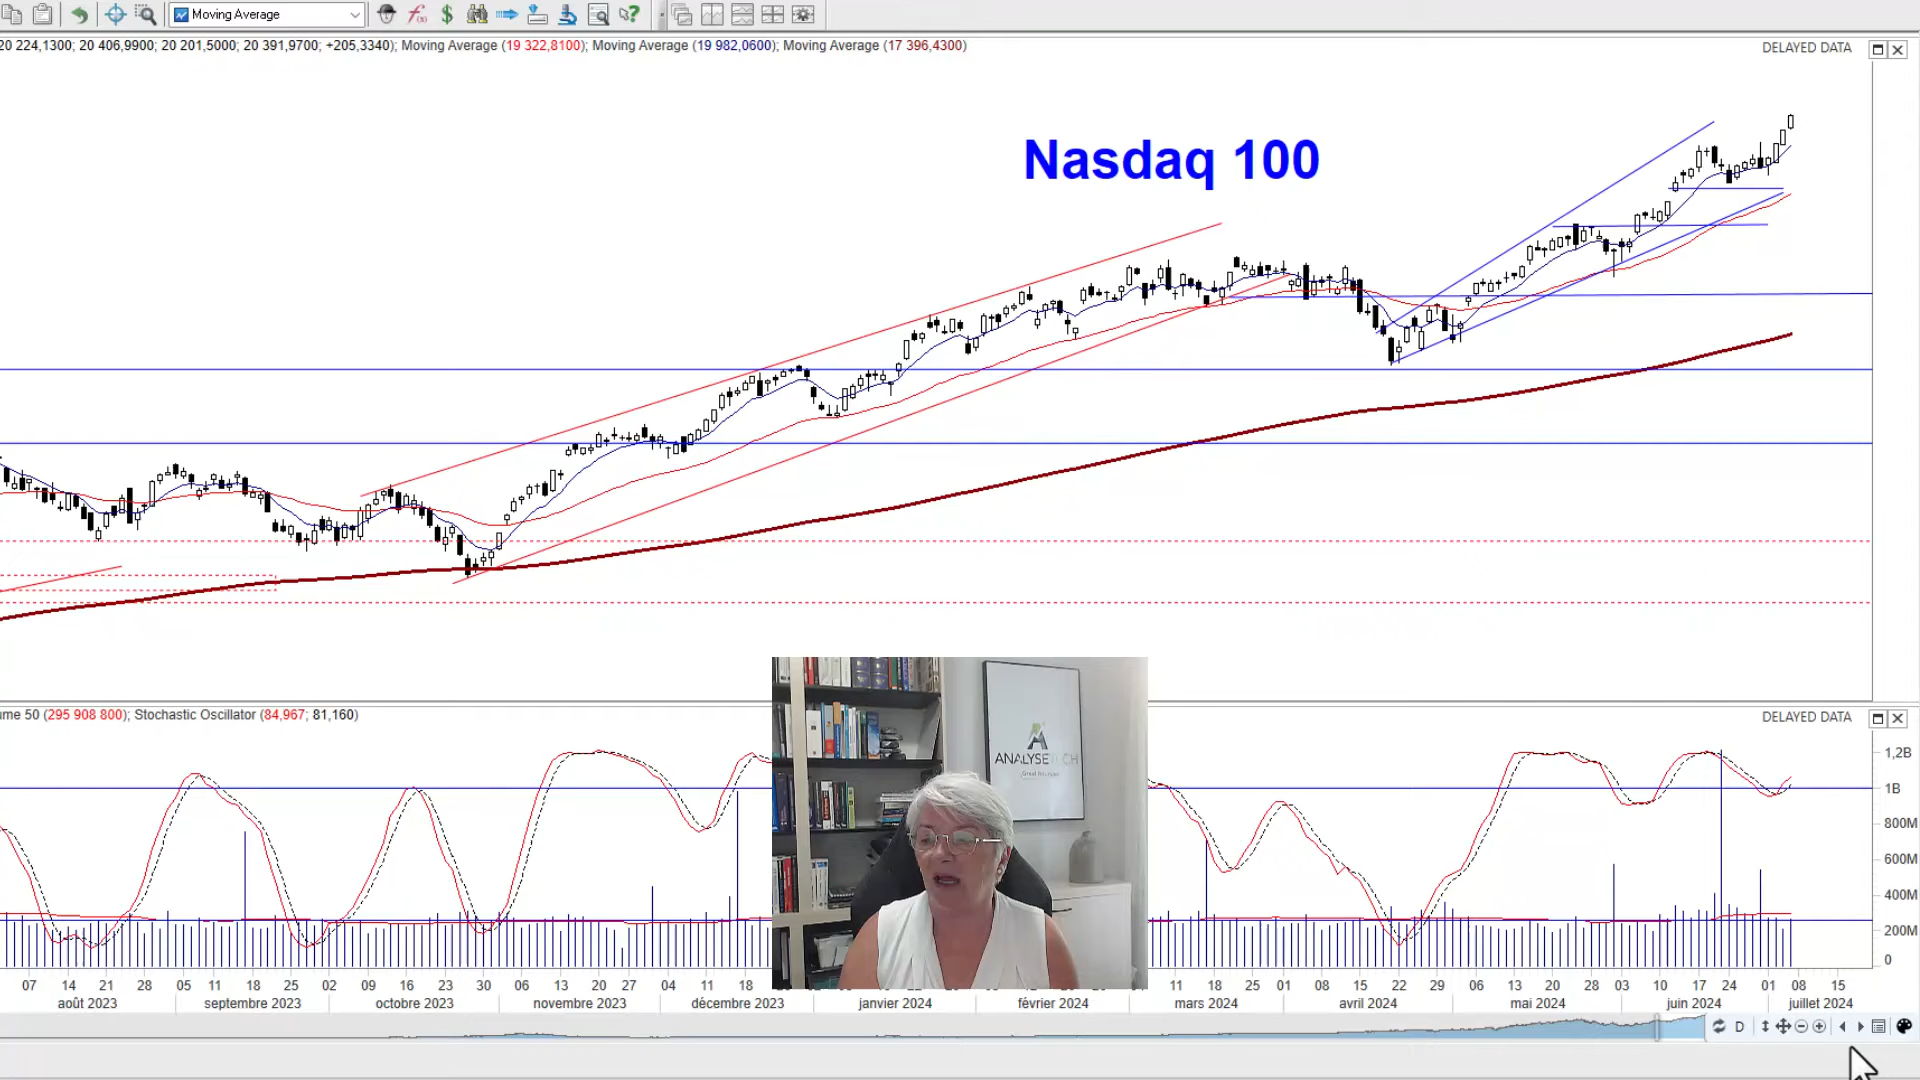 Moving Average
20 224,1300; 20 406,9900; 20 201,5000; 20 391,9700; +205,3340); Moving Average (19 322,8100); Moving Average (19 982,0600); Moving Average (17 396,4300)
DELAYED DATA
Nasdaq 100
ume 50 (295 908 800); Stochastic Oscillator (84,967; 81,160)
DELAYED DATA
1,2B
1B
800M
600M
400M
200M
0
ANALYSETECH
07 14 21 28 05 11 18 25 02 09 16 23 30 06 13 20 27 04 11 18 11 18 25 01 08 15 22 29 06 13 20 28 03 10 17 24 01 08 15
août 2023 septembre 2023 octobre 2023 novembre 2023 décembre 2023 janvier 2024 février 2024 mars 2024 avril 2024 mai 2024 juin 2024 juillet 2024
D